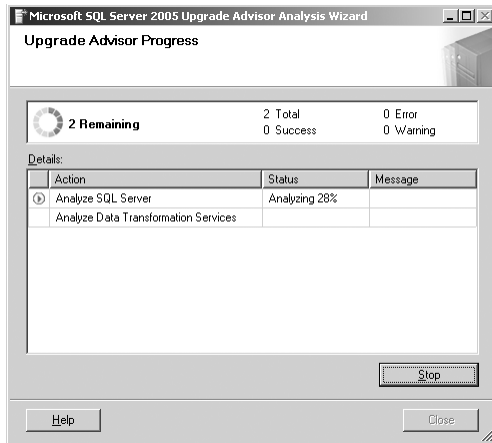 Microsoft SQL Server 2005 Upgrade Advisor Analysis Wizard
Upgrade Advisor Progress
2 Remaining
2 Total
0 Error
0 Success
0 Warning
Details:
Action Status Message
Analyze SQL Server Analyzing 28%
Analyze Data Transformation Services
Stop
Help Close